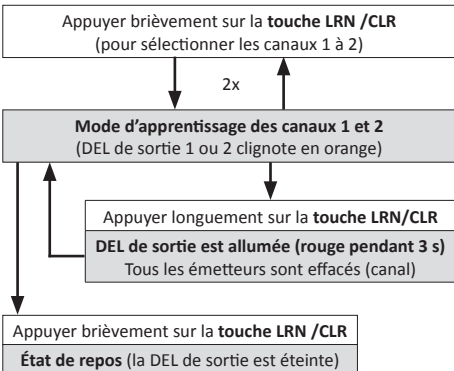 Appuyer brièvement sur la touche LRN /CLR
(pour sélectionner les canaux 1 à 2)
2x
Mode d'apprentissage des canaux 1 et 2
(DEL de sortie 1 ou 2 clignote en orange)
Appuyer longuement sur la touche LRN/CLR
DEL de sortie est allumée (rouge pendant 3 s)
Tous les émetteurs sont effacés (canal)
Appuyer brièvement sur la touche LRN /CLR
État de repos (la DEL de sortie est éteinte)